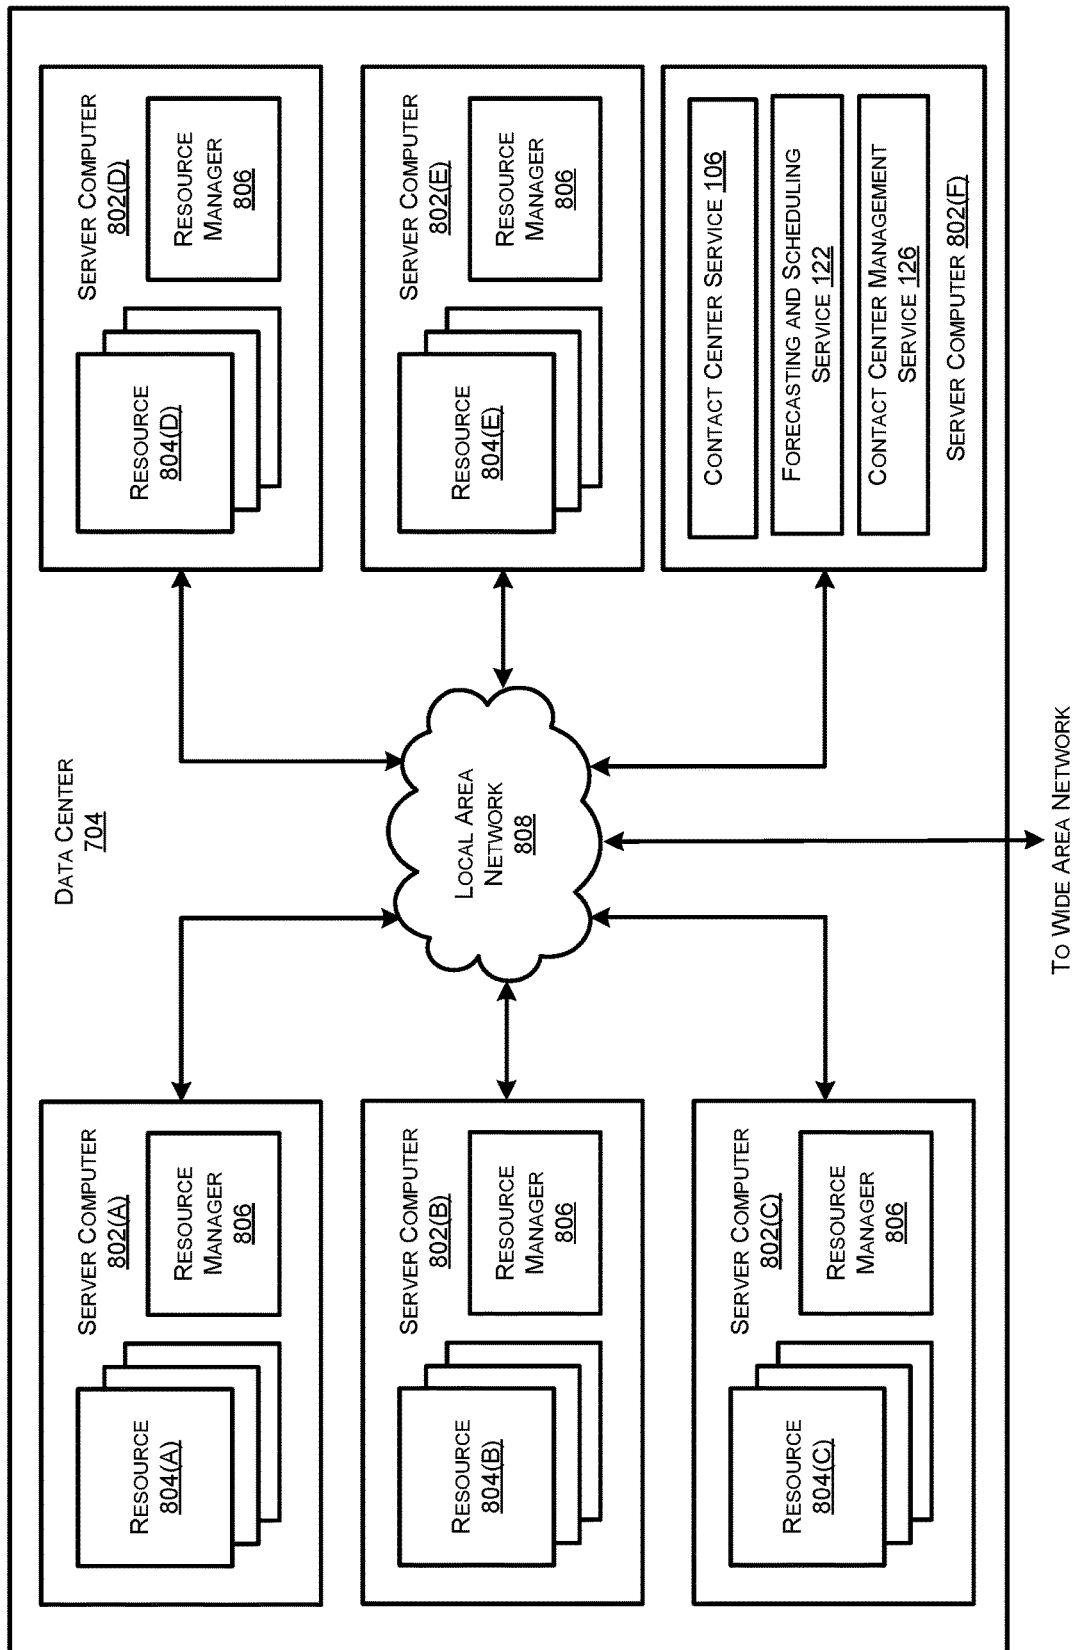 DATA CENTER
704
SERVER COMPUTER
802(A)
RESOURCE
804(A)
RESOURCE
MANAGER
806
SERVER COMPUTER
802(B)
RESOURCE
804(B)
RESOURCE
MANAGER
806
SERVER COMPUTER
802(C)
RESOURCE
804(C)
RESOURCE
MANAGER
806
LOCAL AREA
NETWORK
808
SERVER COMPUTER
802(D)
RESOURCE
804(D)
RESOURCE
MANAGER
806
SERVER COMPUTER
802(E)
RESOURCE
804(E)
RESOURCE
MANAGER
806
CONTACT CENTER SERVICE 106
FORECASTING AND SCHEDULING
SERVICE 122
CONTACT CENTER MANAGEMENT
SERVICE 126
SERVER COMPUTER 802(F)
TO WIDE AREA NETWORK